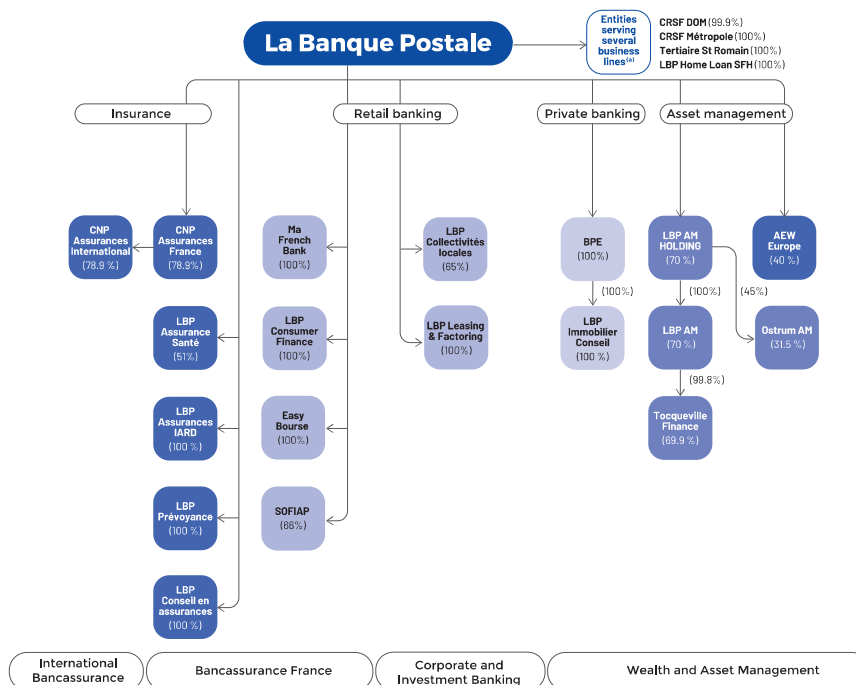 La Banque Postale
Entities
serving
several
business
lines(a)
CRSF DOM (99.9%)
CRSF Métropole (100%)
Tertiaire St Romain (100%)
LBP Home Loan SFH (100%)
Insurance
Retail banking
Private banking
Asset management
CNP
Assurances
International
(78.9 %)
CNP
Assurances
France
(78.9%)
Ma
French
Bank
(100%)
LBP
Collectivités
locales
(65%)
BPE
(100%)
LBP AM
HOLDING
(70 %)
AEW
Europe
(40 %)
(100%)
(100%)
(45%)
LBP
Assurance
Santé
(51%)
LBP
Consumer
Finance
(100%)
LBP Leasing
& Factoring
(100%)
LBP
Immobilier
Conseil
(100 %)
LBP AM
(70 %)
Ostrum AM
(31.5 %)
(99.8%)
LBP
Assurances
IARD
(100 %)
Easy
Bourse
(100%)
Tocqueville
Finance
(69.9 %)
LBP
Prévoyance
(100 %)
SOFIAP
(66%)
LBP
Conseil en
assurances
(100 %)
International
Bancassurance
Bancassurance France
Corporate and
Investment Banking
Wealth and Asset Management